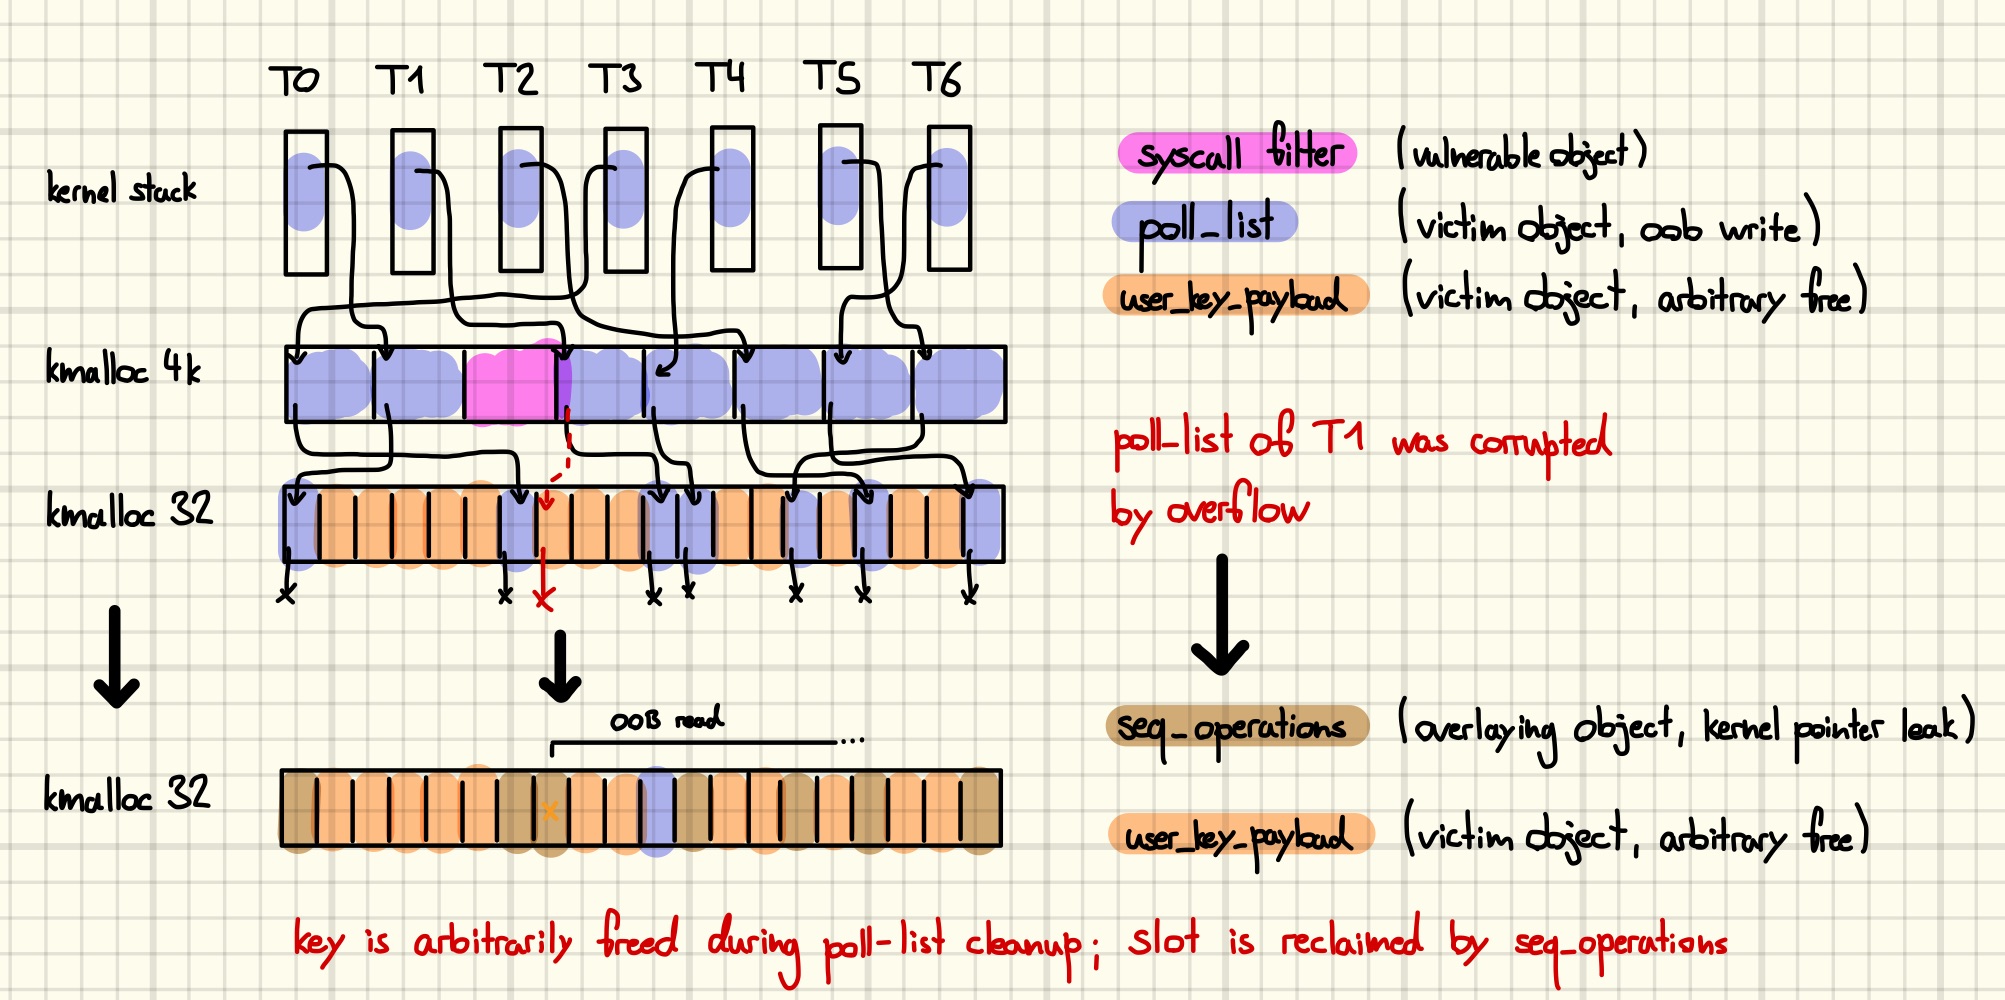 T0 T1 T2 T3 T4 T5 T6
kernel stack
syscall filter (vulnerable object)
poll_list (victim object, oob write)
user_key_payload (victim object, arbitrary free)
kmalloc 4k
poll-list of T1 was corrupted
by overflow
kmalloc 32
OOB read
seq_operations (overlaying object, kernel pointer leak)
kmalloc 32
user_key_payload (victim object, arbitrary free)
key is arbitrarily freed during poll-list cleanup; slot is reclaimed by seq_operations